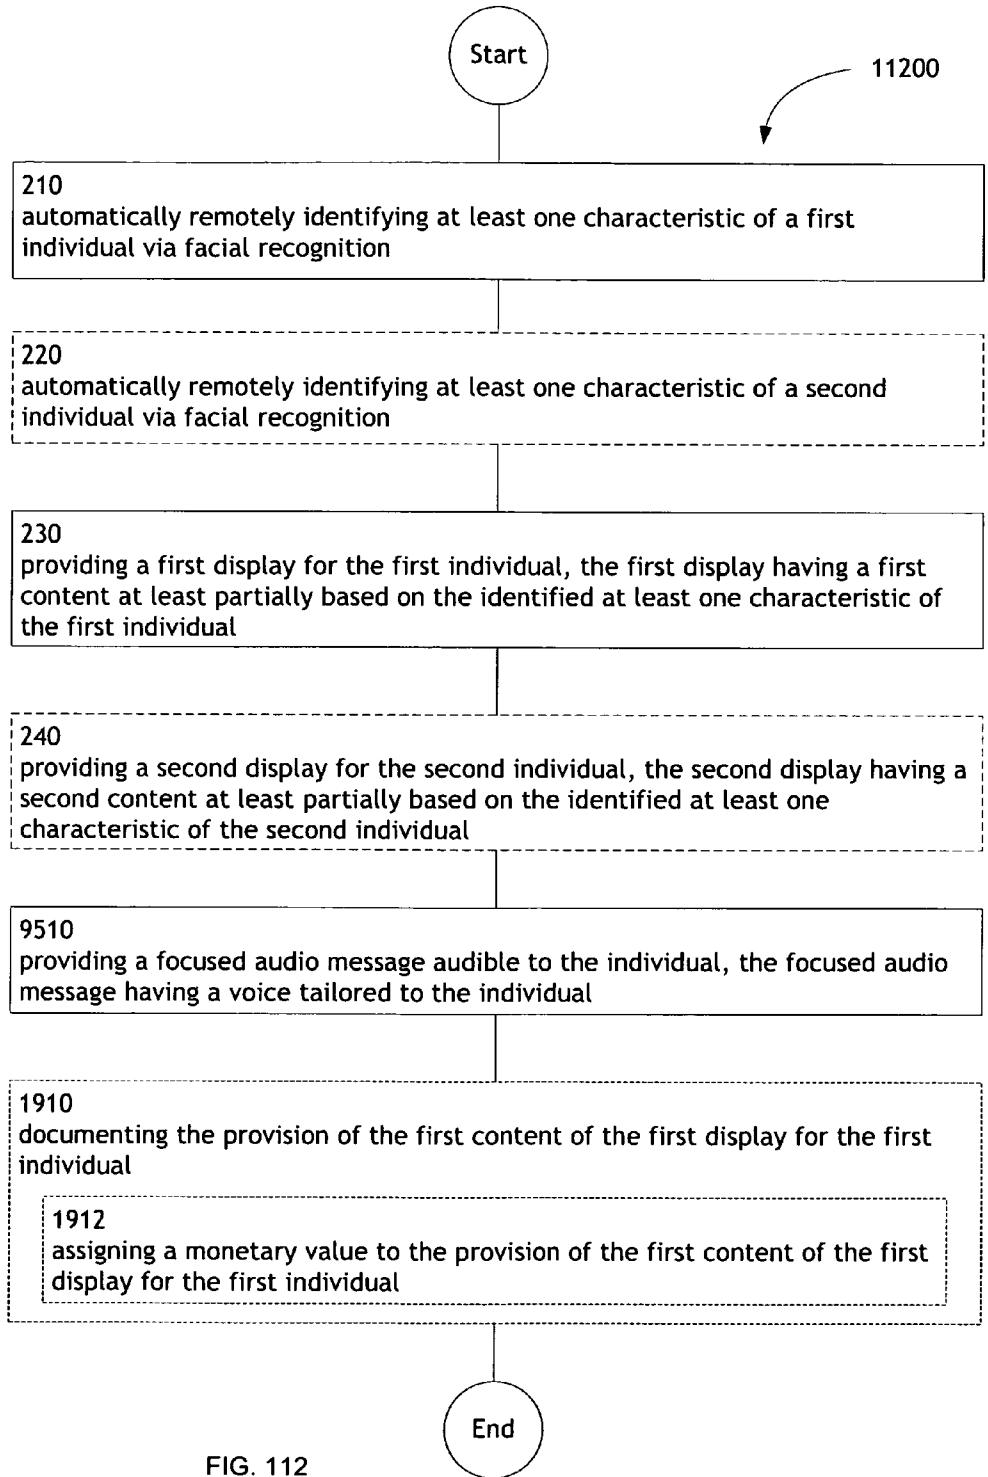 Start
11200
210
automatically remotely identifying at least one characteristic of a first
individual via facial recognition
220
automatically remotely identifying at least one characteristic of a second
individual via facial recognition
230
providing a first display for the first individual, the first display having a first
content at least partially based on the identified at least one characteristic of
the first individual
240
providing a second display for the second individual, the second display having a
second content at least partially based on the identified at least one
characteristic of the second individual
9510
providing a focused audio message audible to the individual, the focused audio
message having a voice tailored to the individual
1910
documenting the provision of the first content of the first display for the first
individual
1912
assigning a monetary value to the provision of the first content of the first
display for the first individual
End
FIG. 112